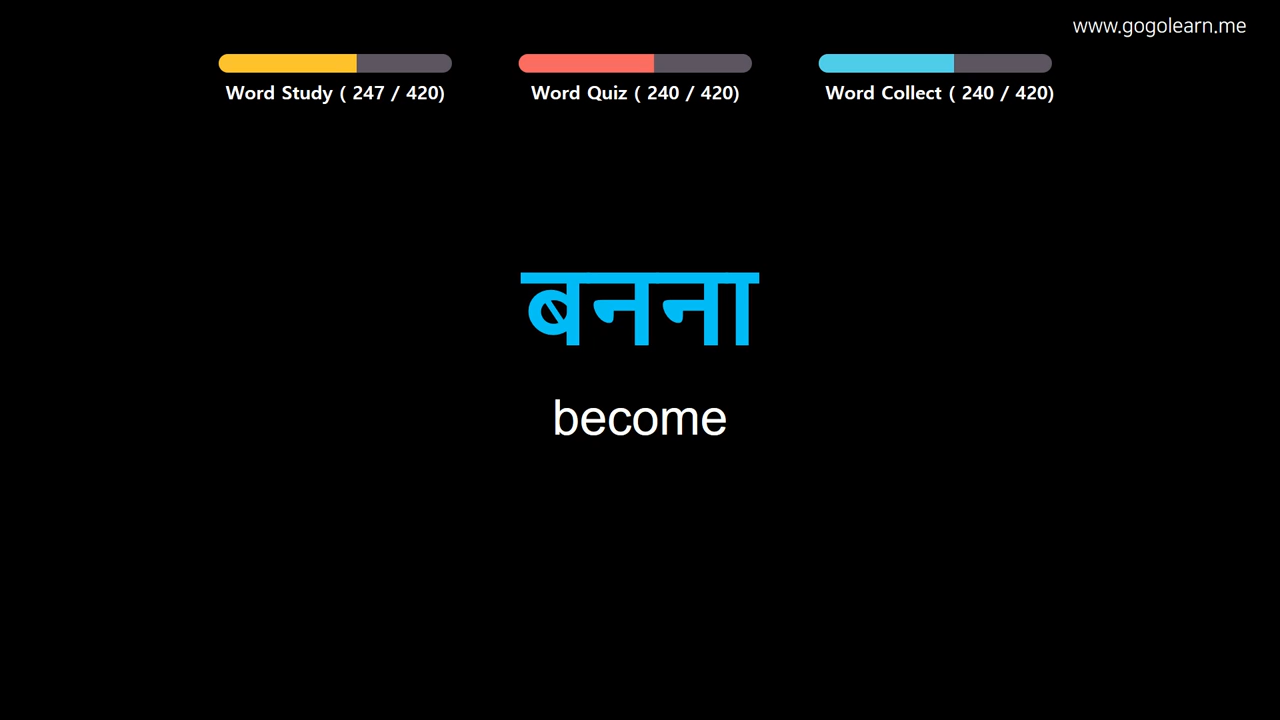 www.gogolearn.me
Word Study ( 247 / 420)
Word Quiz ( 240 / 420)
Word Collect ( 240 / 420)
बनना
become